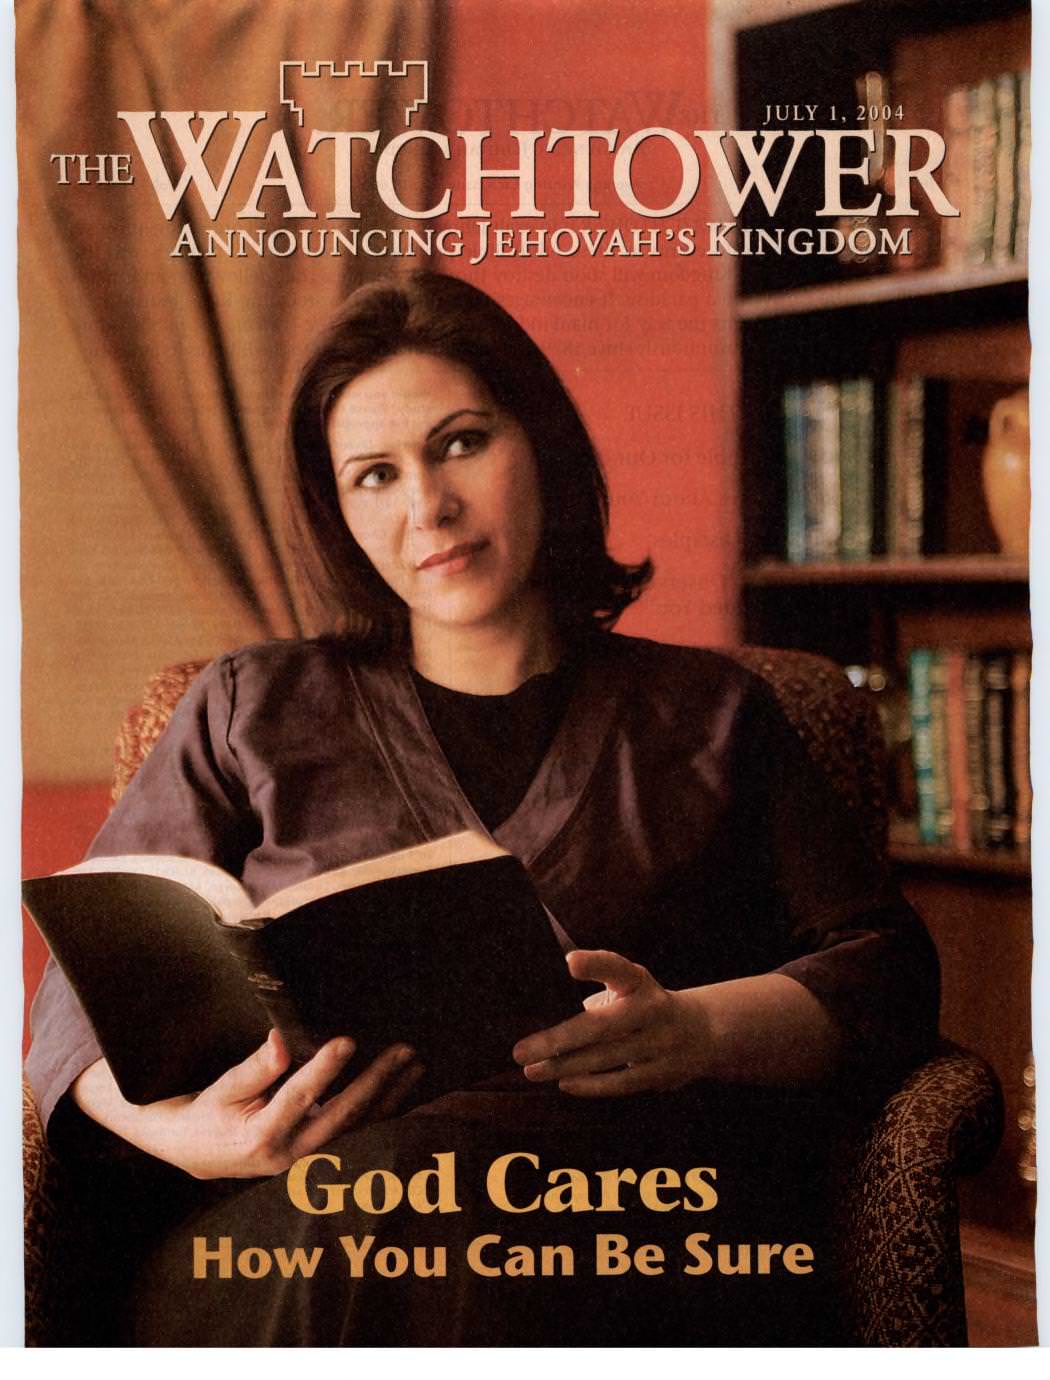 JULY 1, 2004
THE WATCHTOWER
ANNOUNCING JEHOVAH'S KINGDOM
God Cares
How You Can Be Sure